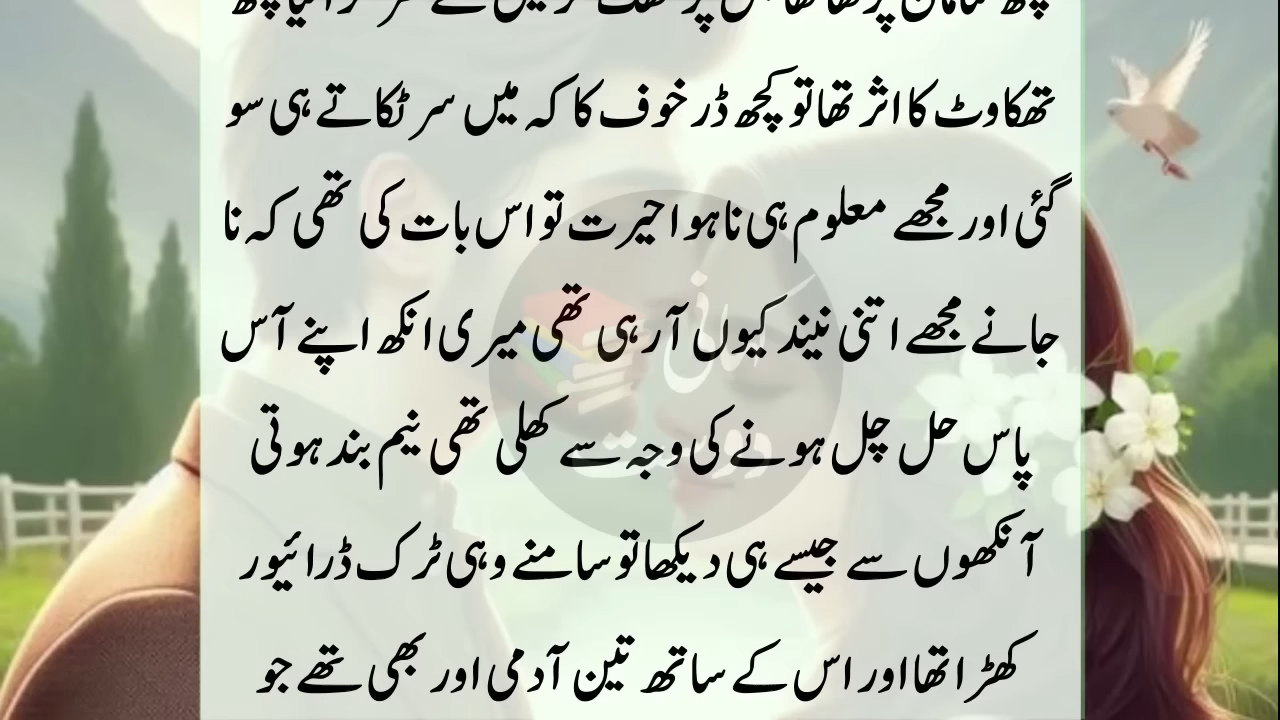 تھکاوٹ کا اثر تھا تو کچھ ڈر خوف کا کہ میں سر ٹکاتے ہی سو
گئی اور مجھے معلوم ہی نا ہوا حیرت تو اس بات کی تھی کہ نا
جانے مجھے اتنی نیند کیوں آ رہی تھی میری انکھ اپنے آس
پاس حل چل ہونے کی وجہ سے کھلی تھی نیم بند ہوتی
آنکھوں سے جیسے ہی دیکھا تو سامنے وہی ٹرک ڈرائیور
کھڑا تھا اور اس کے ساتھ تین آدمی اور بھی تھے جو